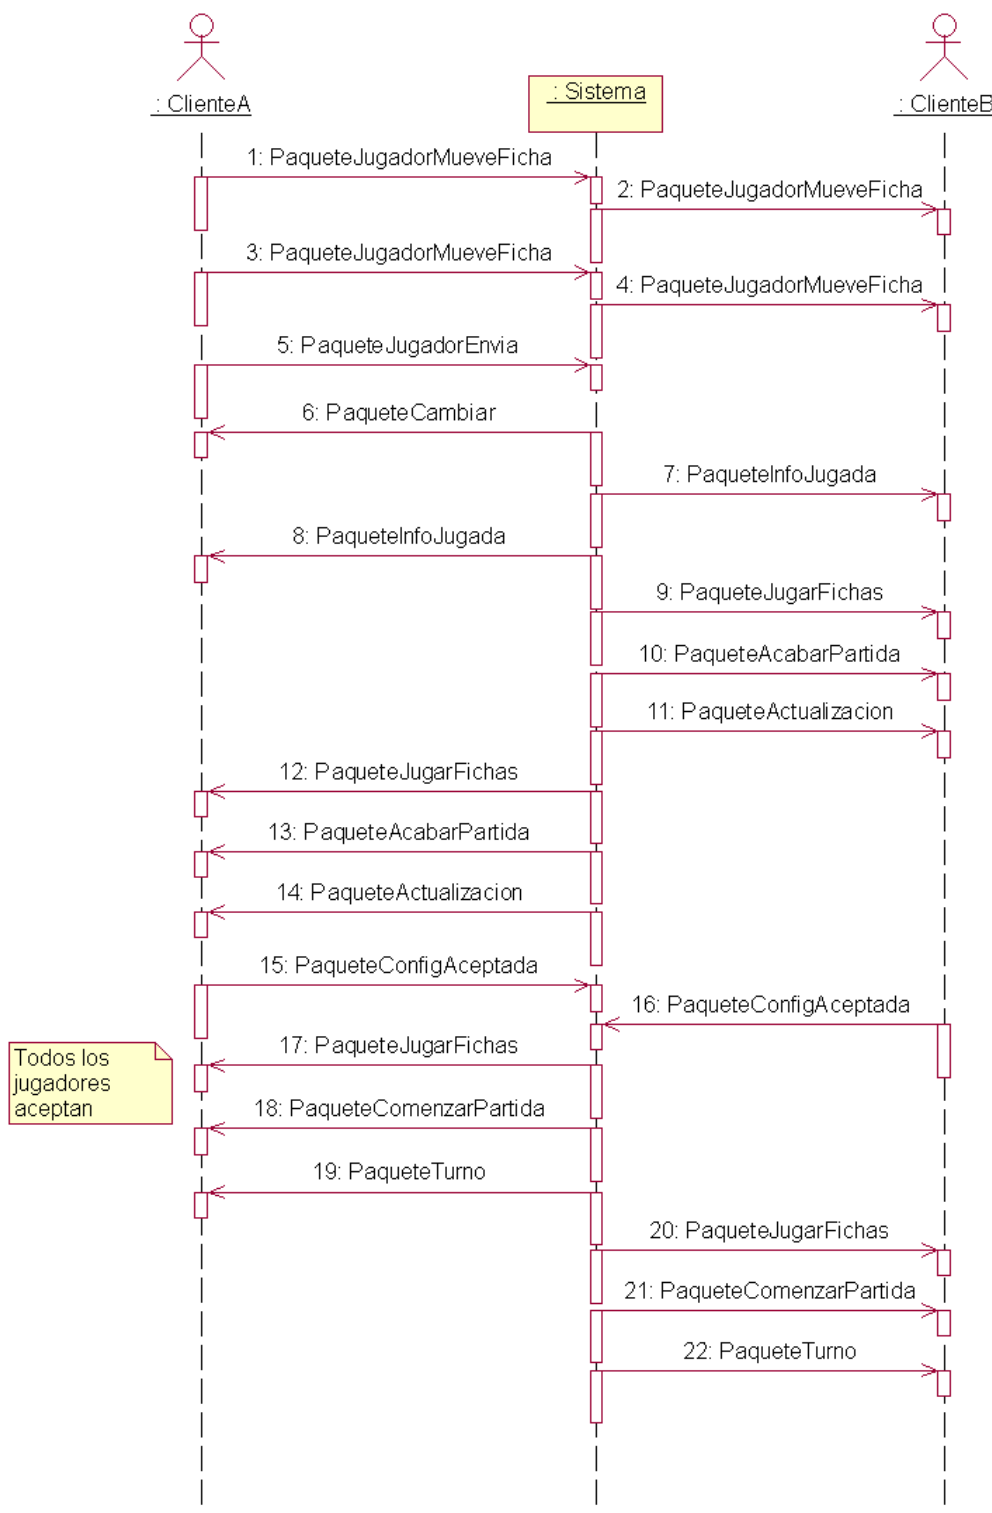 : ClienteA
: Sistema
: ClienteB
1: PaqueteJugadorMueveFicha
2: PaqueteJugadorMueveFicha
3: PaqueteJugadorMueveFicha
4: PaqueteJugadorMueveFicha
5: PaqueteJugadorEnvia
6: PaqueteCambiar
7: PaqueteInfoJugada
8: PaqueteInfoJugada
9: PaqueteJugarFichas
10: PaqueteAcabarPartida
11: PaqueteActualizacion
12: PaqueteJugarFichas
13: PaqueteAcabarPartida
14: PaqueteActualizacion
15: PaqueteConfigAceptada
16: PaqueteConfigAceptada
17: PaqueteJugarFichas
Todos los
jugadores
aceptan
18: PaqueteComenzarPartida
19: PaqueteTurno
20: PaqueteJugarFichas
21: PaqueteComenzarPartida
22: PaqueteTurno